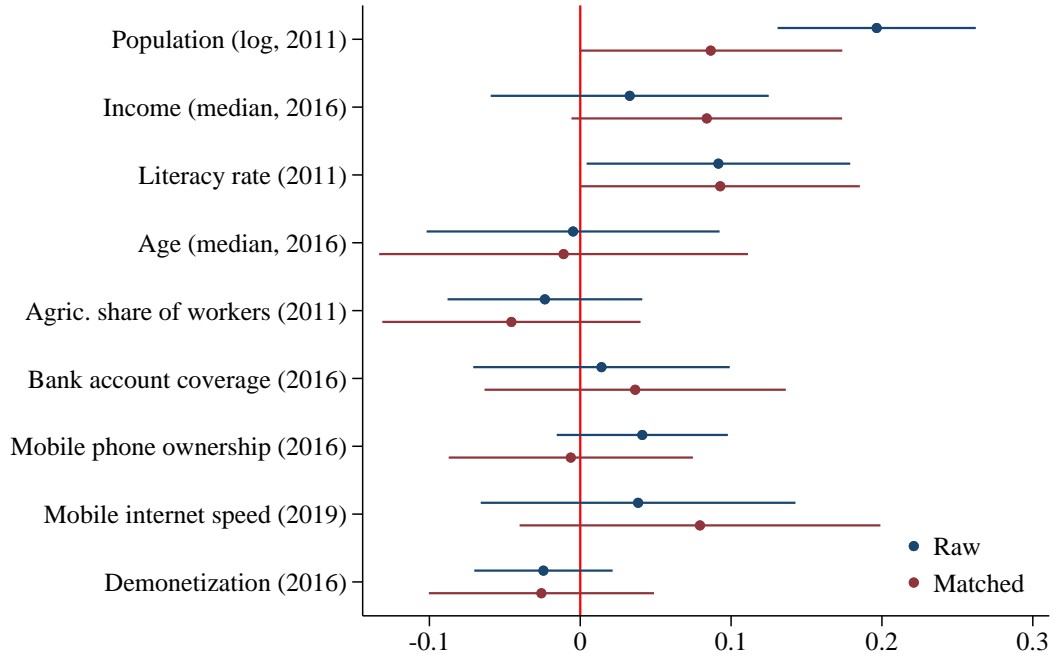 Population (log, 2011)
Income (median, 2016)
Literacy rate (2011)
Age (median, 2016)
Agric. share of workers (2011)
Bank account coverage (2016)
Mobile phone ownership (2016)
Mobile internet speed (2019)
Demonetization (2016)
Raw
Matched
-0.1 0 0.1 0.2 0.3